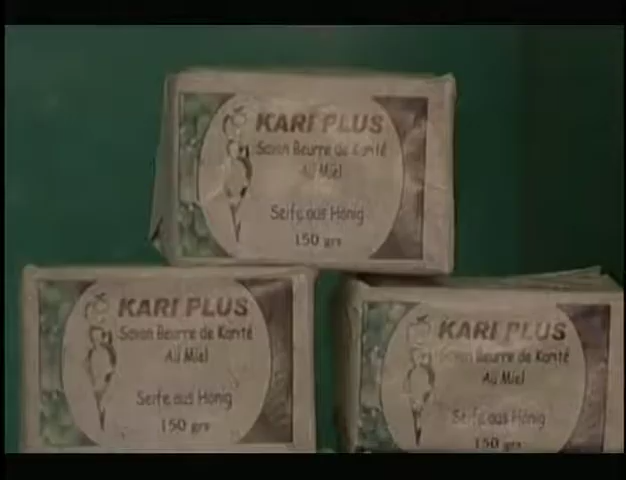 KARI PLUS
Savon Beurre de Karité
Au Miel
Seife aus Honig
150 grs
KARI PLUS
Savon Beurre de Karité
Au Miel
Seife aus Honig
150 grs
KARI PLUS
Savon Beurre de Karité
Au Miel
Seife aus Honig
150 grs